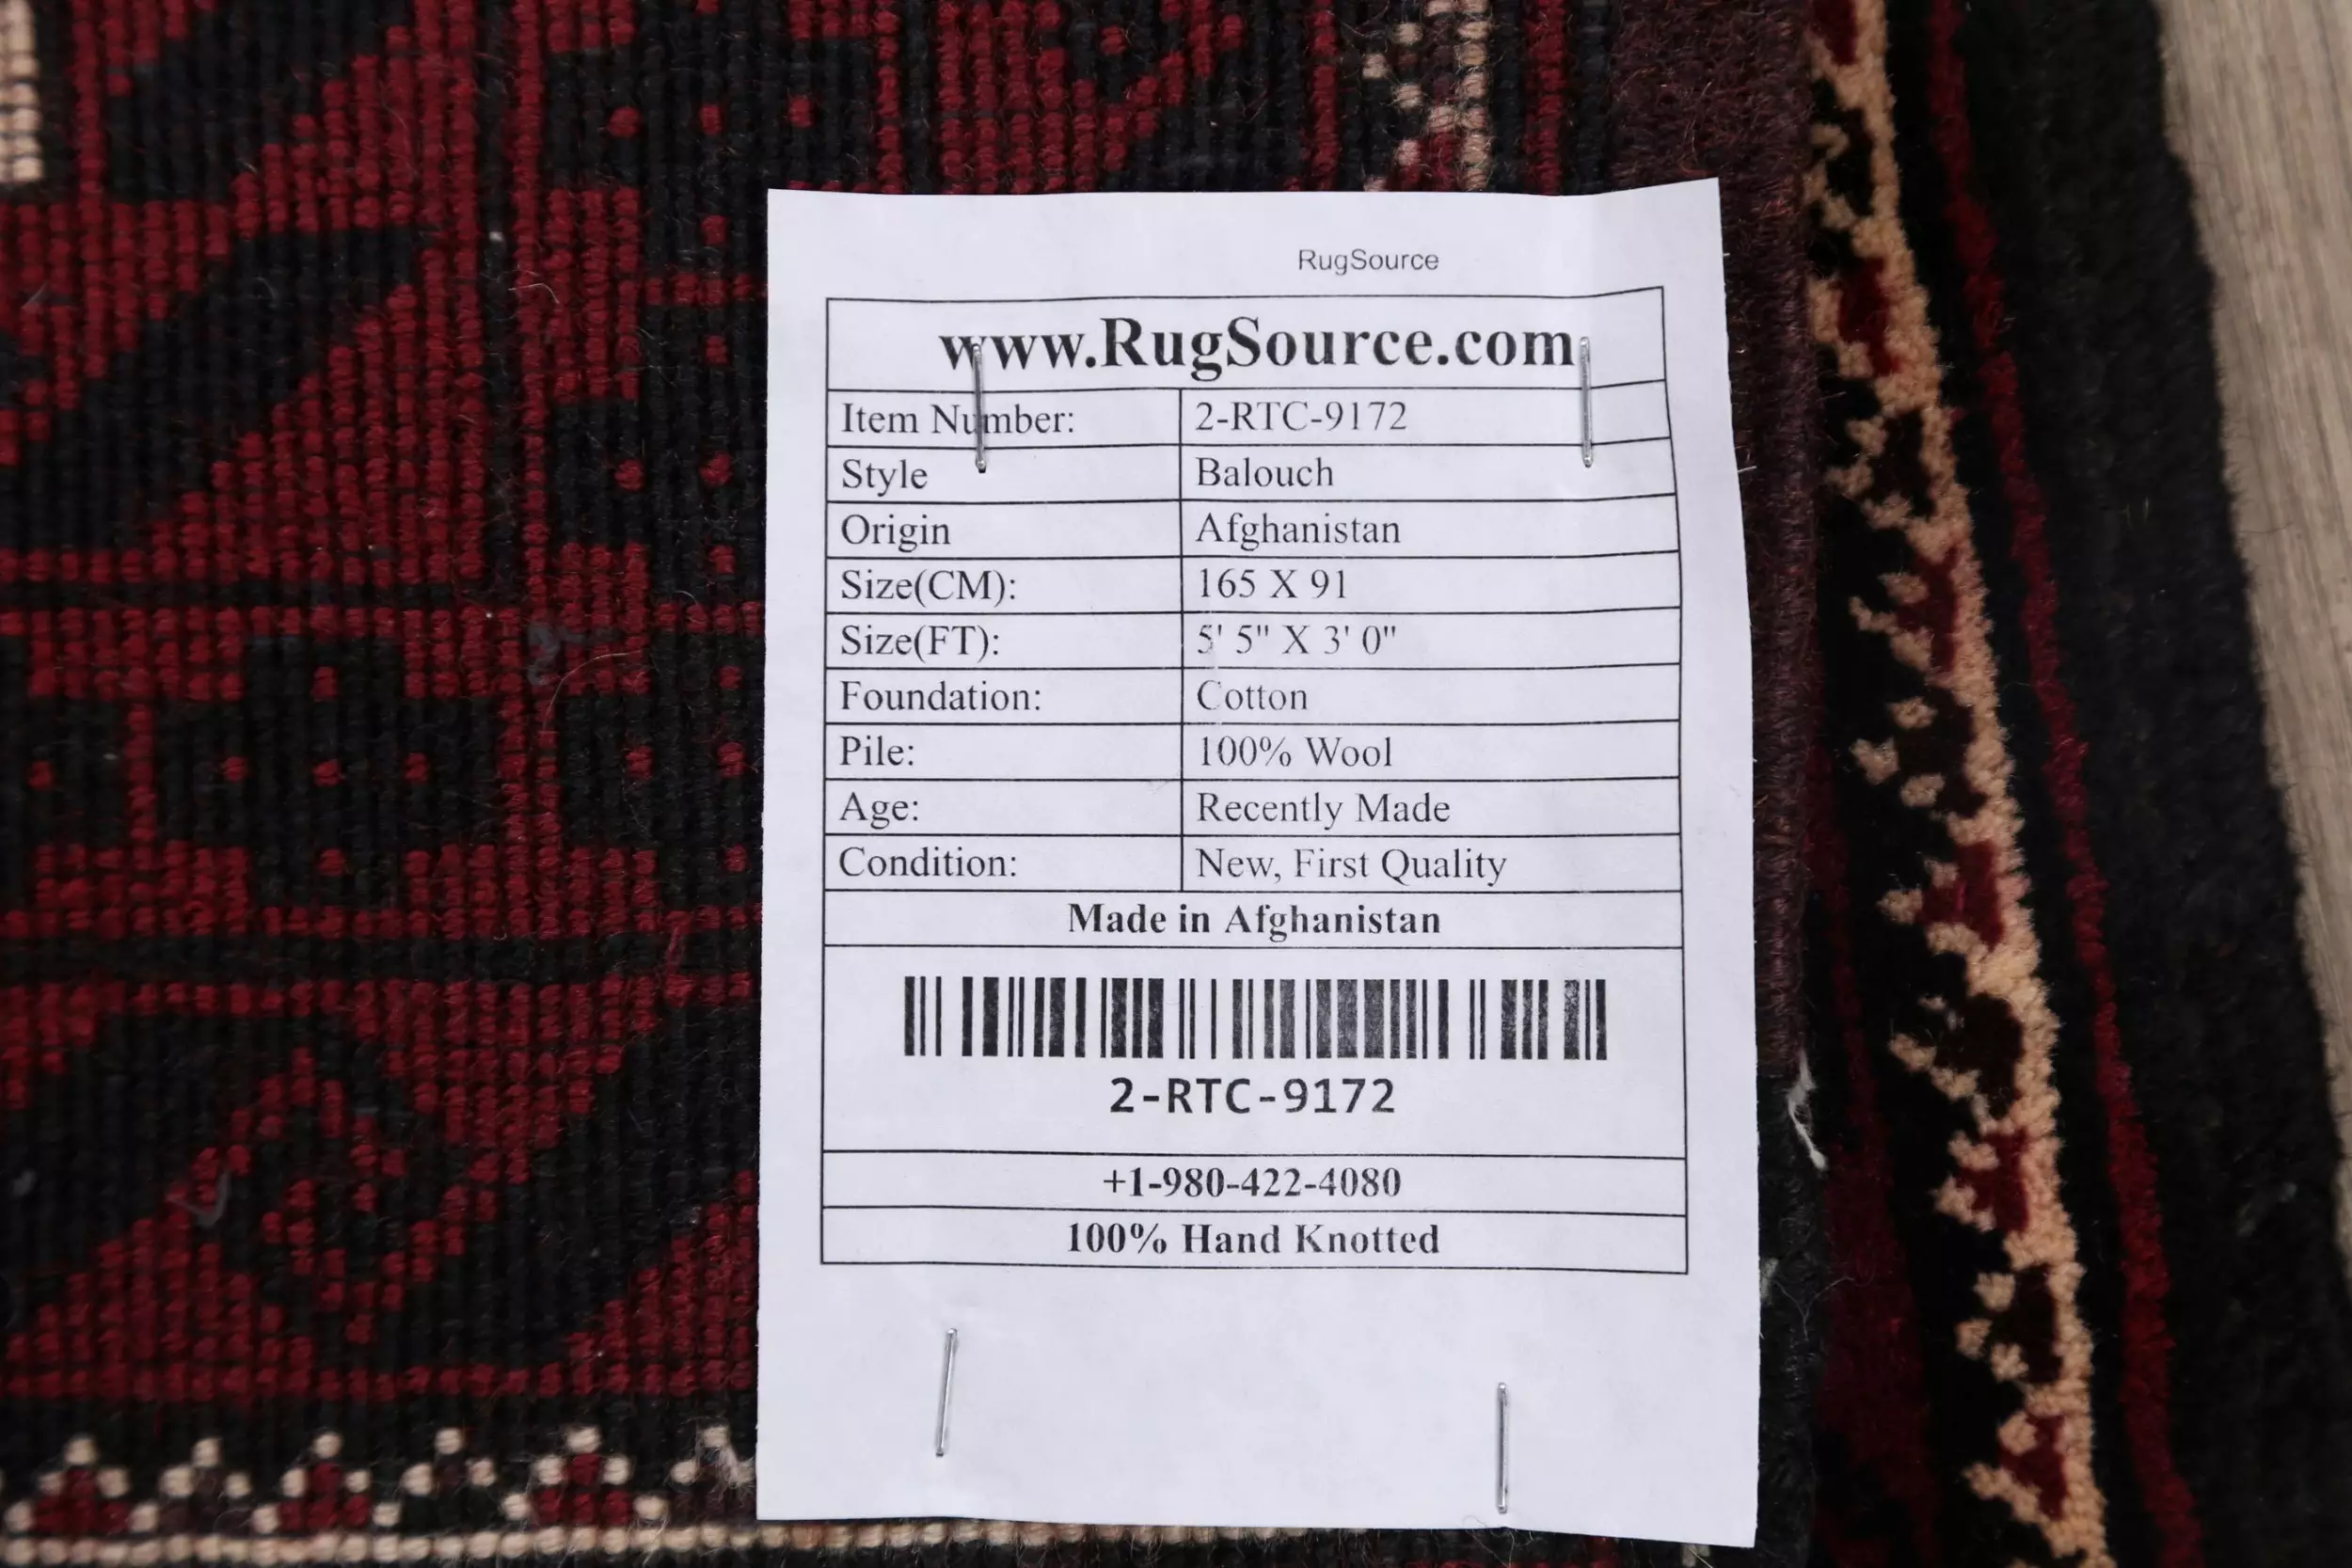 RugSource
www.RugSource.com
Item Number: 2-RTC-9172
Style Balouch
Origin Afghanistan
Size(CM): 165 X 91
Size(FT): 5' 5" X 3' 0"
Foundation: Cotton
Pile: 100% Wool
Age: Recently Made
Condition: New, First Quality
Made in Afghanistan
2-RTC-9172
+1-980-422-4080
100% Hand Knotted